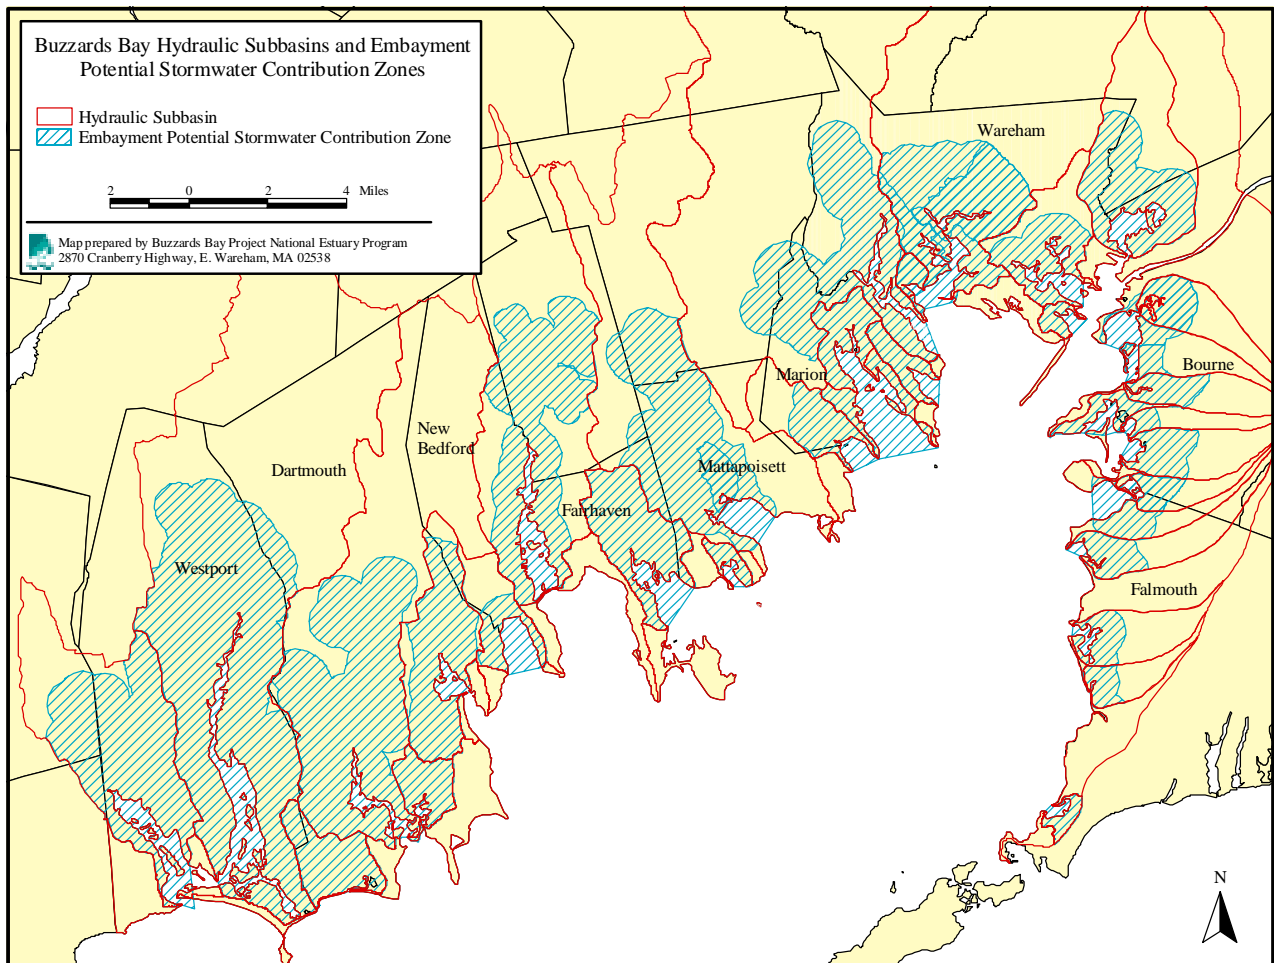 Buzzards Bay Hydraulic Subbasins and Embayment
Potential Stormwater Contribution Zones
Hydraulic Subbasin
Embayment Potential Stormwater Contribution Zone
2 0 2 4 Miles
Map prepared by Buzzards Bay Project National Estuary Program
2870 Cranberry Highway, E. Wareham, MA 02538
Wareham
Bourne
Marion
New
Bedford
Dartmouth
Mattapoisett
Fairhaven
Westport
Falmouth
N